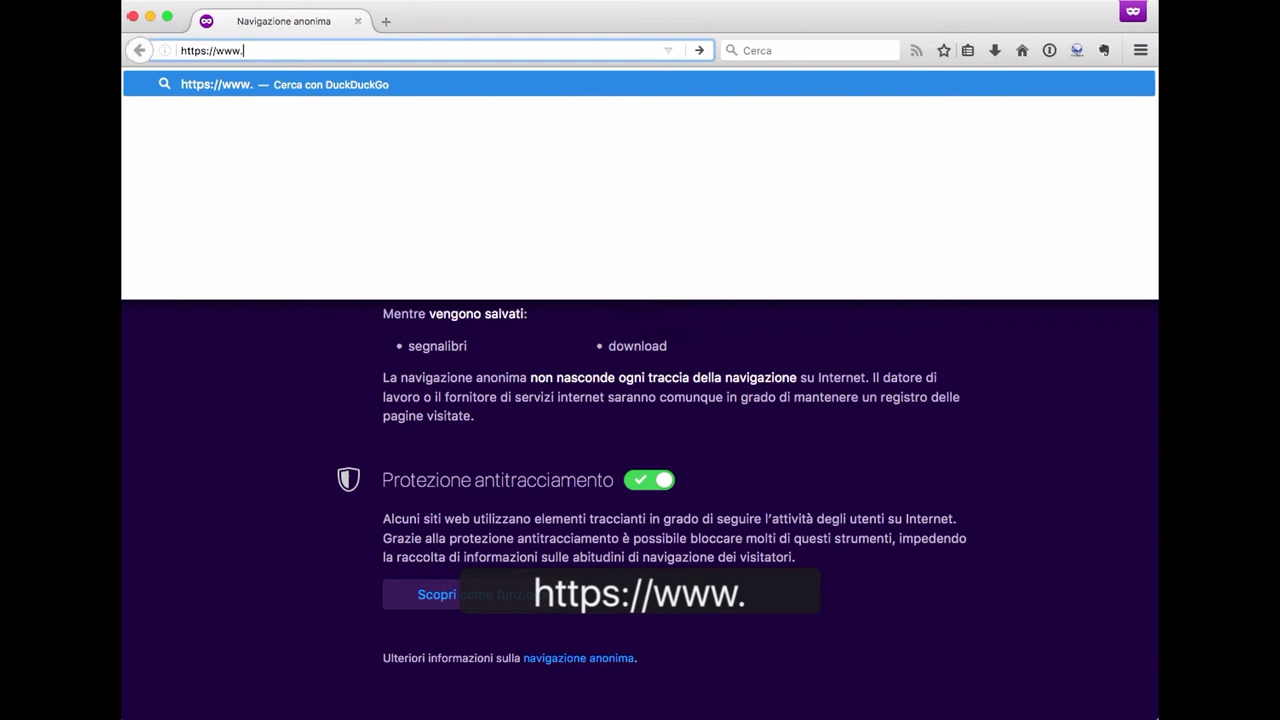 Navigazione anonima
https://www.
Cerca
https://www. — Cerca con DuckDuckGo
Mentre vengono salvati:
• segnalibri
• download
La navigazione anonima non nasconde ogni traccia della navigazione su Internet. Il datore di
lavoro o il fornitore di servizi internet saranno comunque in grado di mantenere un registro delle
pagine visitate.
Protezione antitracciamento
Alcuni siti web utilizzano elementi traccianti in grado di seguire l'attività degli utenti su Internet.
Grazie alla protezione antitracciamento è possibile bloccare molti di questi strumenti, impedendo
la raccolta di informazioni sulle abitudini di navigazione dei visitatori.
Scopri come funzio
https://www.
Ulteriori informazioni sulla navigazione anonima.